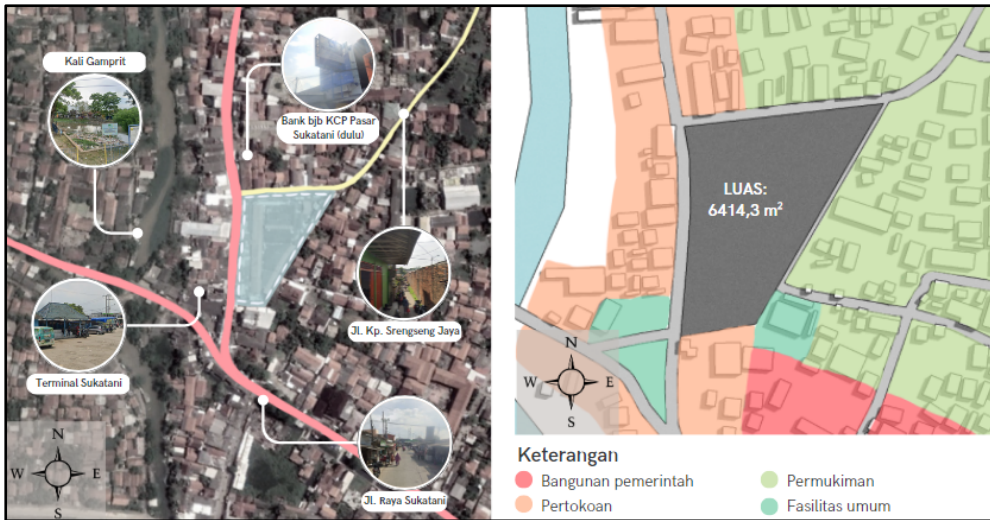 Kali Gamprit
Bank bjb KCP Pasar
Sukatani (dulu)
Jl. Kp. Srengseng Jaya
Terminal Sukatani
Jl. Raya Sukatani
N
W E
S
LUAS:
6414,3 m²
N
W E
S
Keterangan
Bangunan pemerintah
Permukiman
Pertokoan
Fasilitas umum